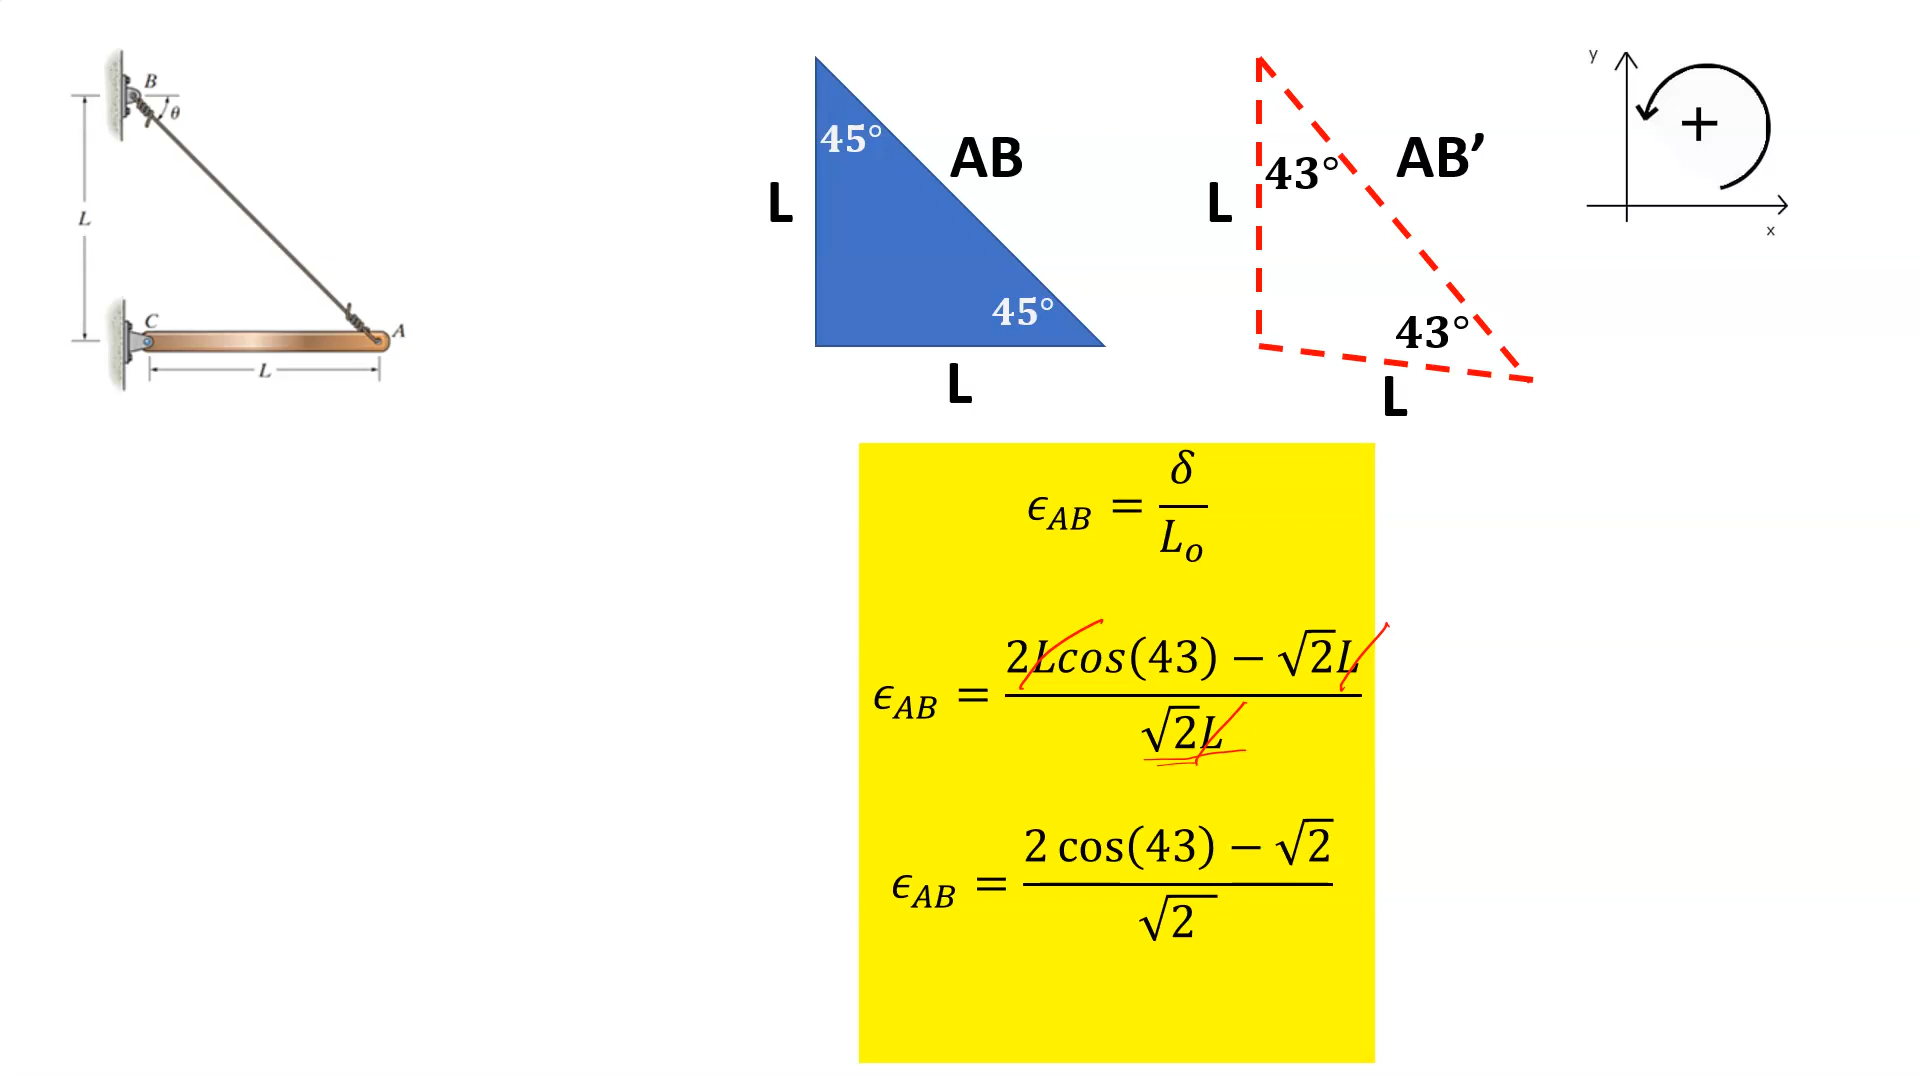 B
θ
L
C
A
L
45°
AB
L
45°
L
43°
AB’
L
43°
L
y
+
x
ϵ_AB = δ / L_o
ϵ_AB = (2Lcos(43) − √2L) / (√2L)
ϵ_AB = (2 cos(43) − √2) / √2